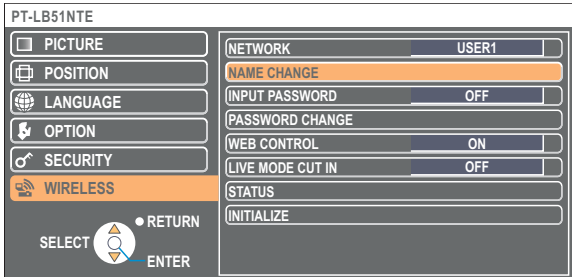 PT-LB51NTE
PICTURE
POSITION
LANGUAGE
OPTION
SECURITY
WIRELESS
RETURN
SELECT
ENTER
NETWORK USER1
NAME CHANGE
INPUT PASSWORD OFF
PASSWORD CHANGE
WEB CONTROL ON
LIVE MODE CUT IN OFF
STATUS
INITIALIZE